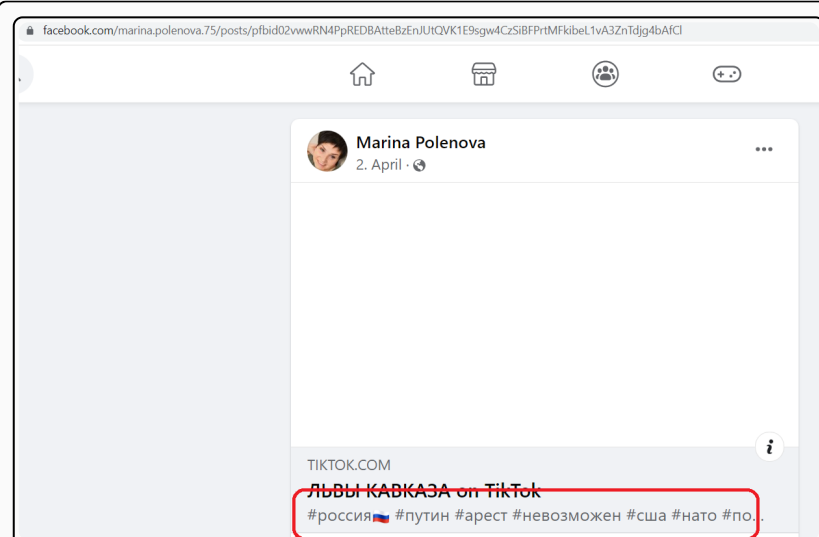 facebook.com/marina.polenova.75/posts/pfbid02vwwRN4PpREDBAtteBzEnJUtQVK1E9sgw4CzSiBFPrtMFkibeL1vA3ZnTdjg4bAfCl
Marina Polenova
2. April ·
TIKTOK.COM
ЛЬВЫ КАВКАЗА on TikTok
#россия🇷🇺 #путин #арест #невозможен #сша #нато #по...